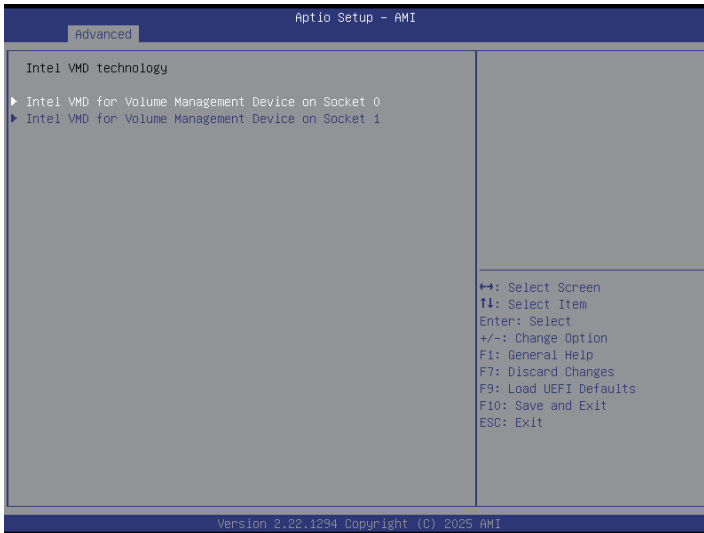 Aptio Setup – AMI
Advanced
Intel VMD technology
Intel VMD for Volume Management Device on Socket 0
Intel VMD for Volume Management Device on Socket 1
↔: Select Screen
↑↓: Select Item
Enter: Select
+/-: Change Option
F1: General Help
F7: Discard Changes
F9: Load UEFI Defaults
F10: Save and Exit
ESC: Exit
Version 2.22.1294 Copyright (C) 2025 AMI